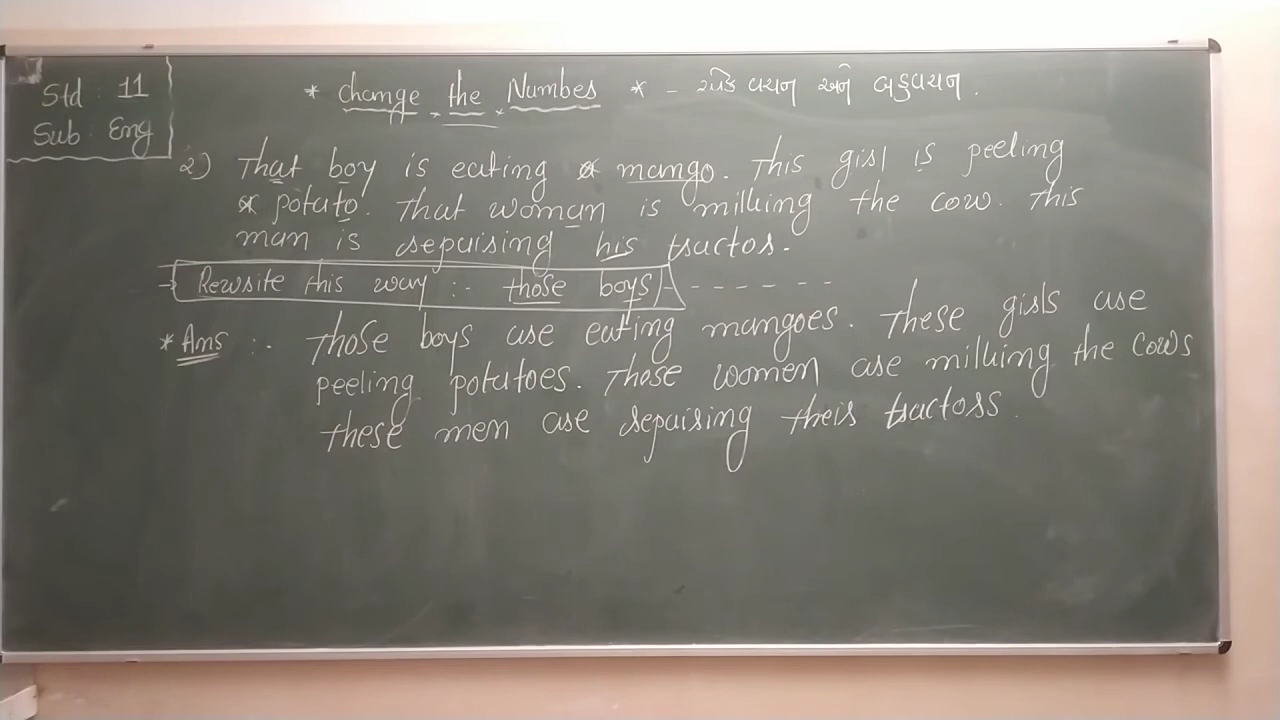 Std : 11
Sub : Eng
* Change the Number * - એક વચન અને બહુવચન.
2) That boy is eating a mango. This girl is peeling
a potato. That woman is milking the cow. This
man is repairing his tractor.
→ Rewrite this way :- those boys - - - - - - -
* Ans :- Those boys are eating mangoes. These girls are
peeling potatoes. Those women are milking the cows
these men are repairing their tractors.